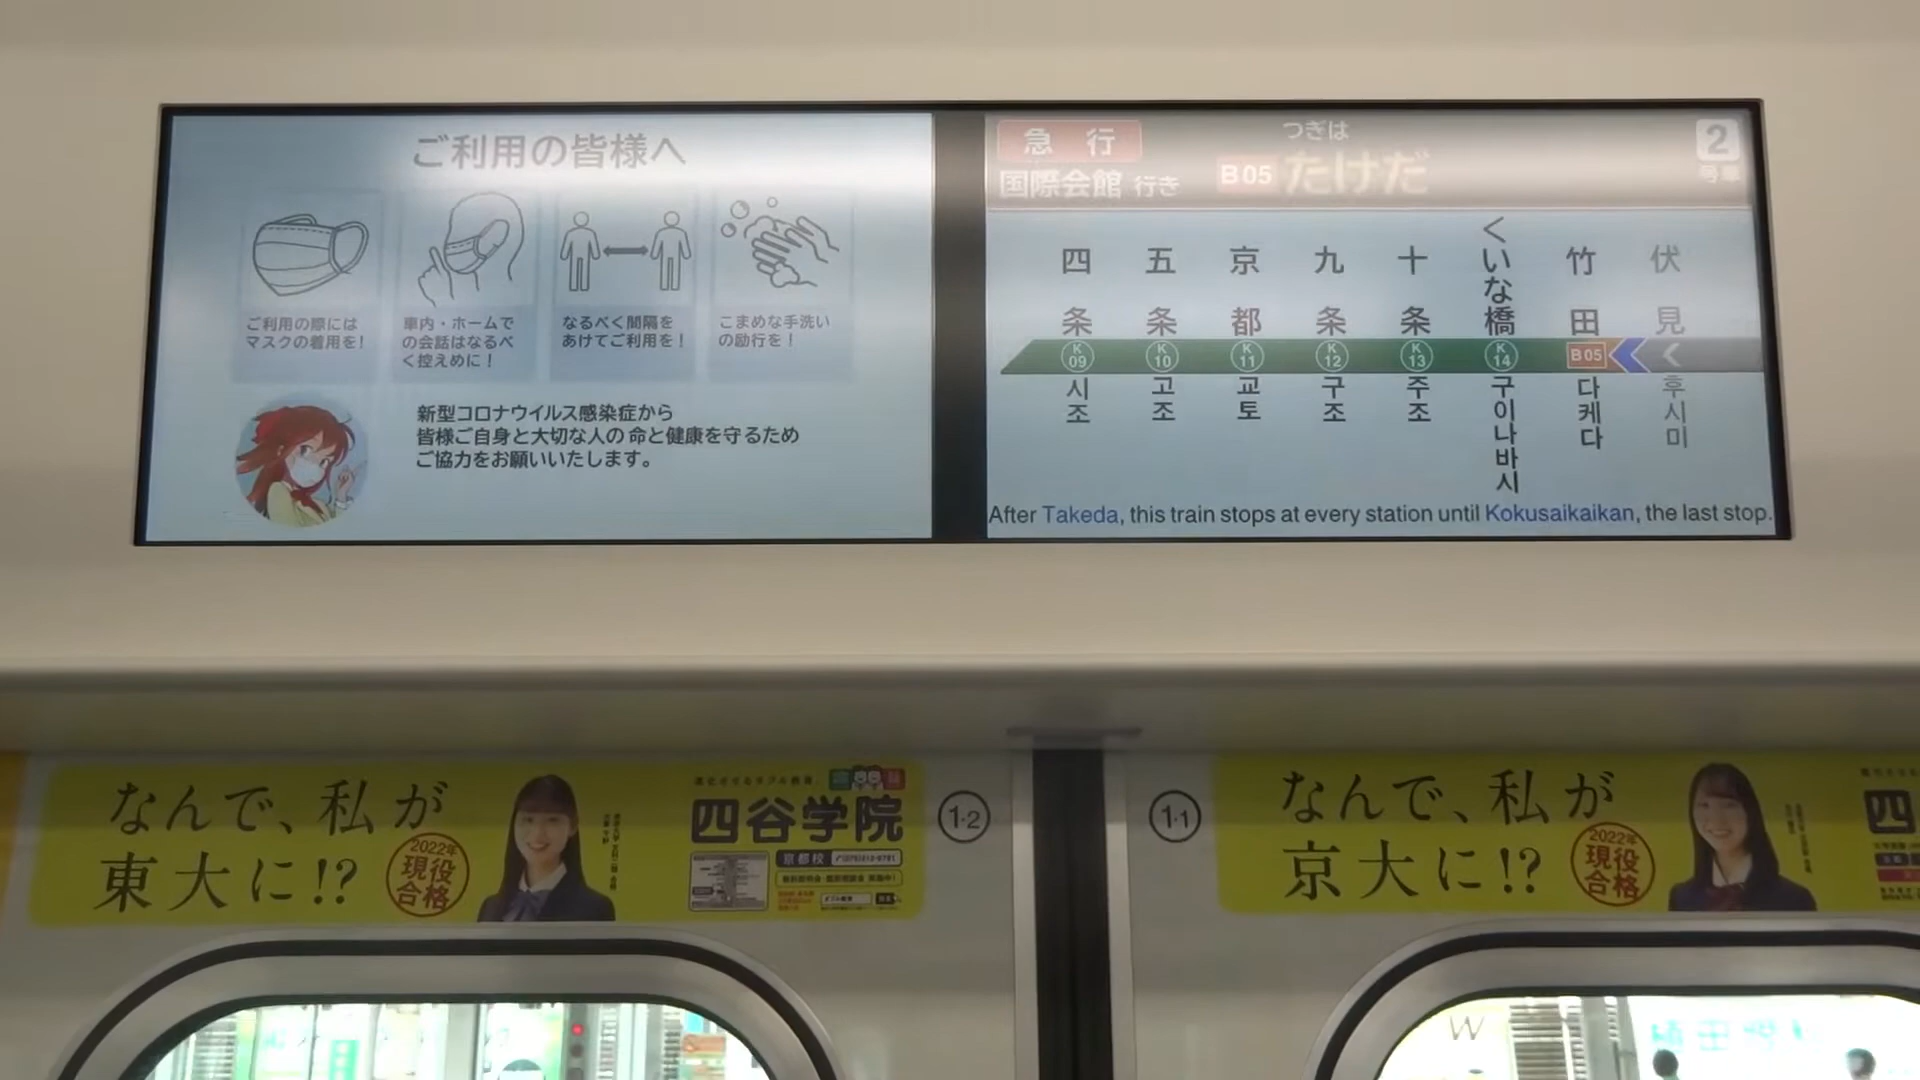 ご利用の皆様へ
ご利用の際には
マスクの着用を!
車内・ホームで
の会話はなるべ
く控えめに!
なるべく間隔を
あけてご利用を!
こまめな手洗い
の励行を!
新型コロナウイルス感染症から
皆様ご自身と大切な人の命と健康を守るため
ご協力をお願いいたします。
急行
国際会館 行き
つぎは
B05 たけだ
2
号車
四条
五条
京都
九条
十条
くいな橋
竹田
伏見
K09
K10
K11
K12
K13
K14
B05
시조
고조
교토
구조
주조
구이나바시
다케다
후시미
After Takeda, this train stops at every station until Kokusaikaikan, the last stop.
なんで、私が
東大に!?
2022年
現役
合格
四谷学院
京都校
1・2
1・1
なんで、私が
京大に!?
2022年
現役
合格
四